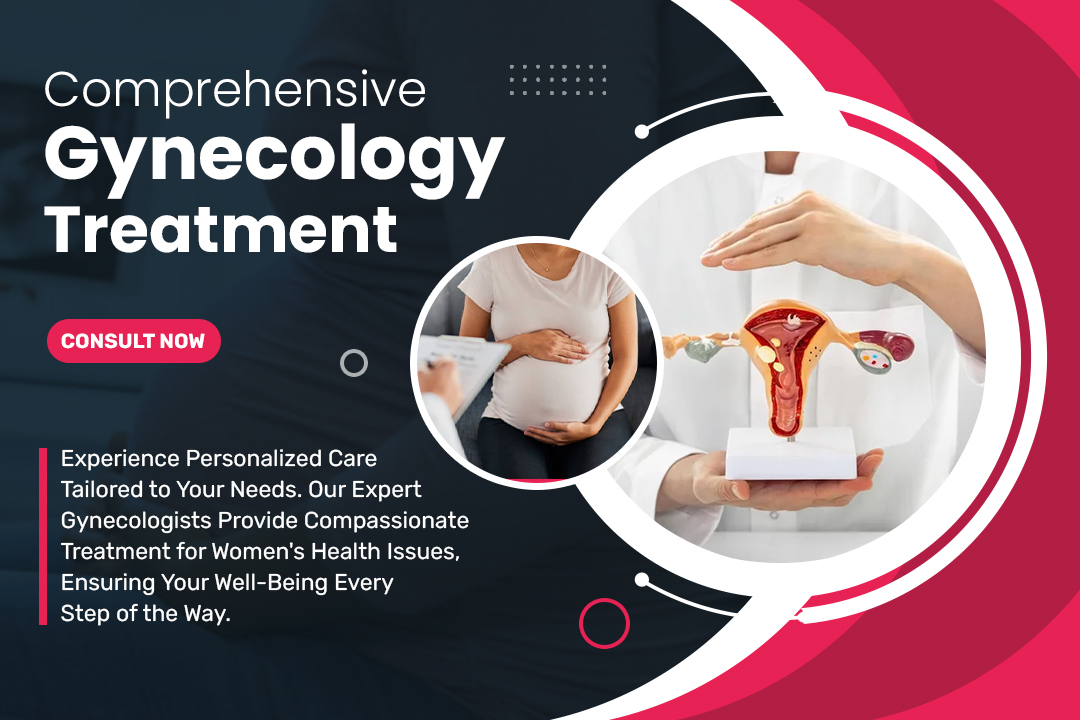 Comprehensive
Gynecology
Treatment
CONSULT NOW
Experience Personalized Care
Tailored to Your Needs. Our Expert
Gynecologists Provide Compassionate
Treatment for Women's Health Issues,
Ensuring Your Well-Being Every
Step of the Way.